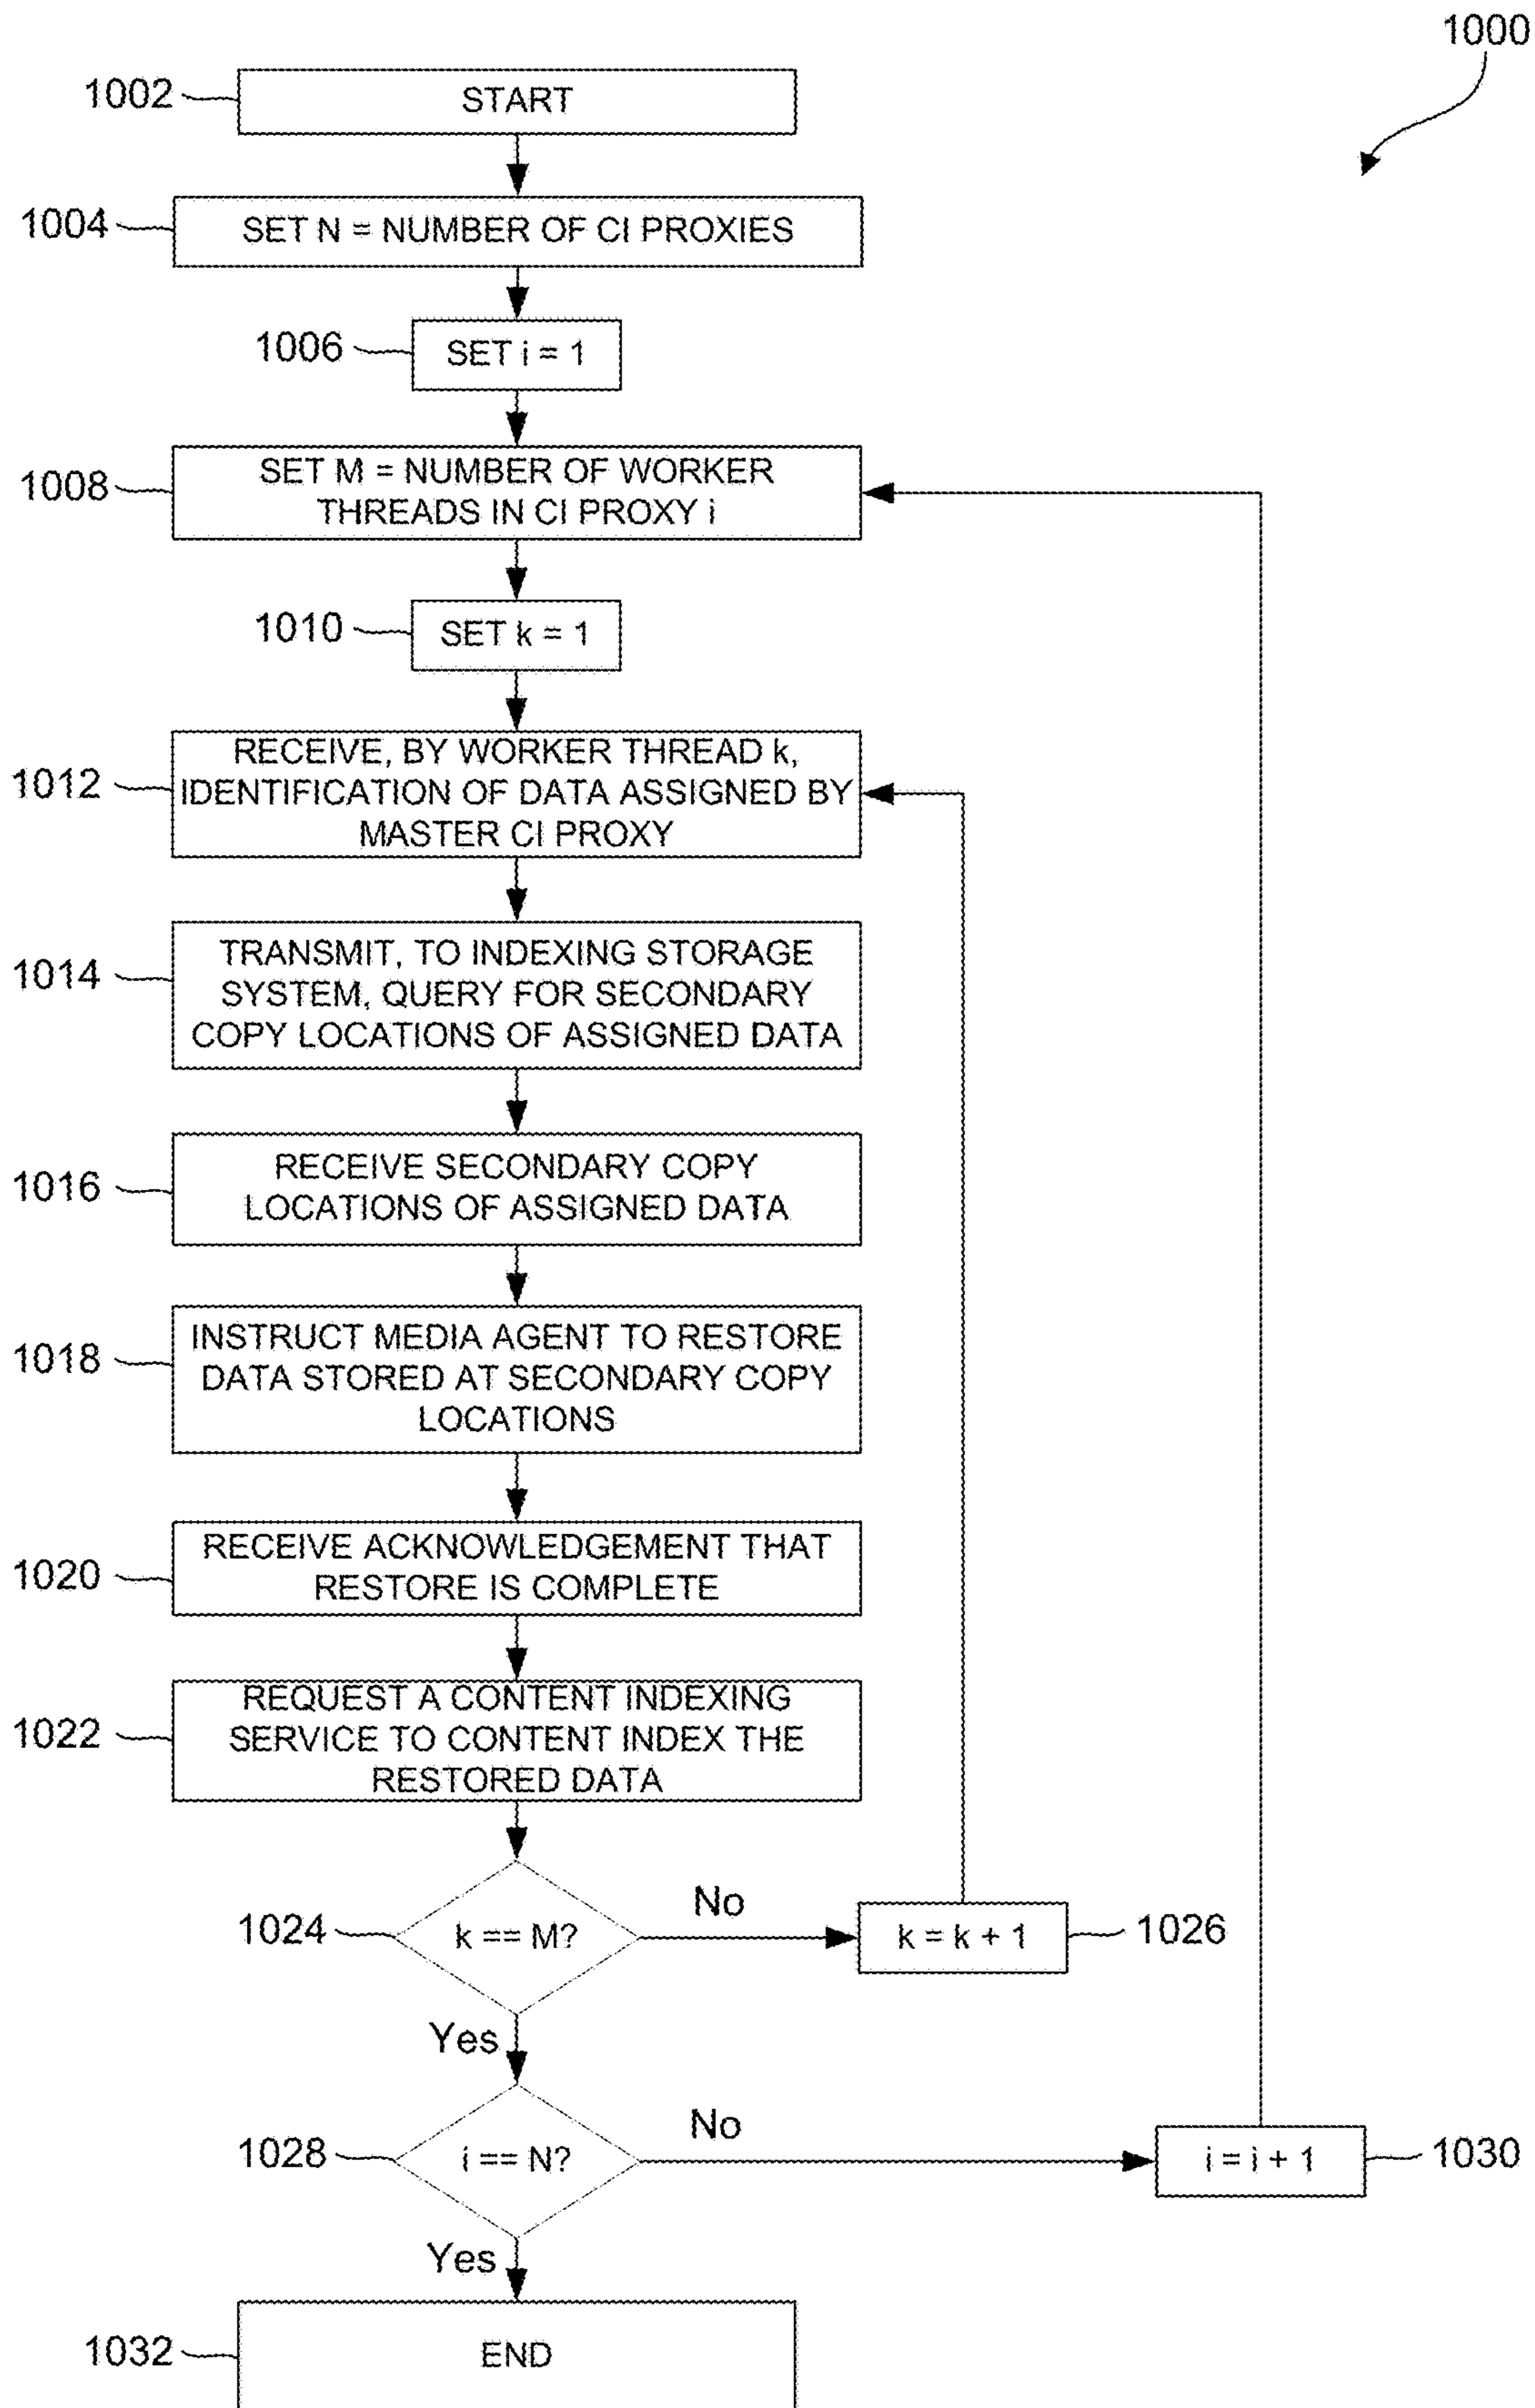 1000
1002
START
1004
SET N = NUMBER OF CI PROXIES
1006
SET i = 1
1008
SET M = NUMBER OF WORKER
THREADS IN CI PROXY i
1010
SET k = 1
1012
RECEIVE, BY WORKER THREAD k,
IDENTIFICATION OF DATA ASSIGNED BY
MASTER CI PROXY
1014
TRANSMIT, TO INDEXING STORAGE
SYSTEM, QUERY FOR SECONDARY
COPY LOCATIONS OF ASSIGNED DATA
1016
RECEIVE SECONDARY COPY
LOCATIONS OF ASSIGNED DATA
1018
INSTRUCT MEDIA AGENT TO RESTORE
DATA STORED AT SECONDARY COPY
LOCATIONS
1020
RECEIVE ACKNOWLEDGEMENT THAT
RESTORE IS COMPLETE
1022
REQUEST A CONTENT INDEXING
SERVICE TO CONTENT INDEX THE
RESTORED DATA
1024
k == M?
No
k = k + 1
1026
Yes
1028
i == N?
No
i = i + 1
1030
Yes
1032
END